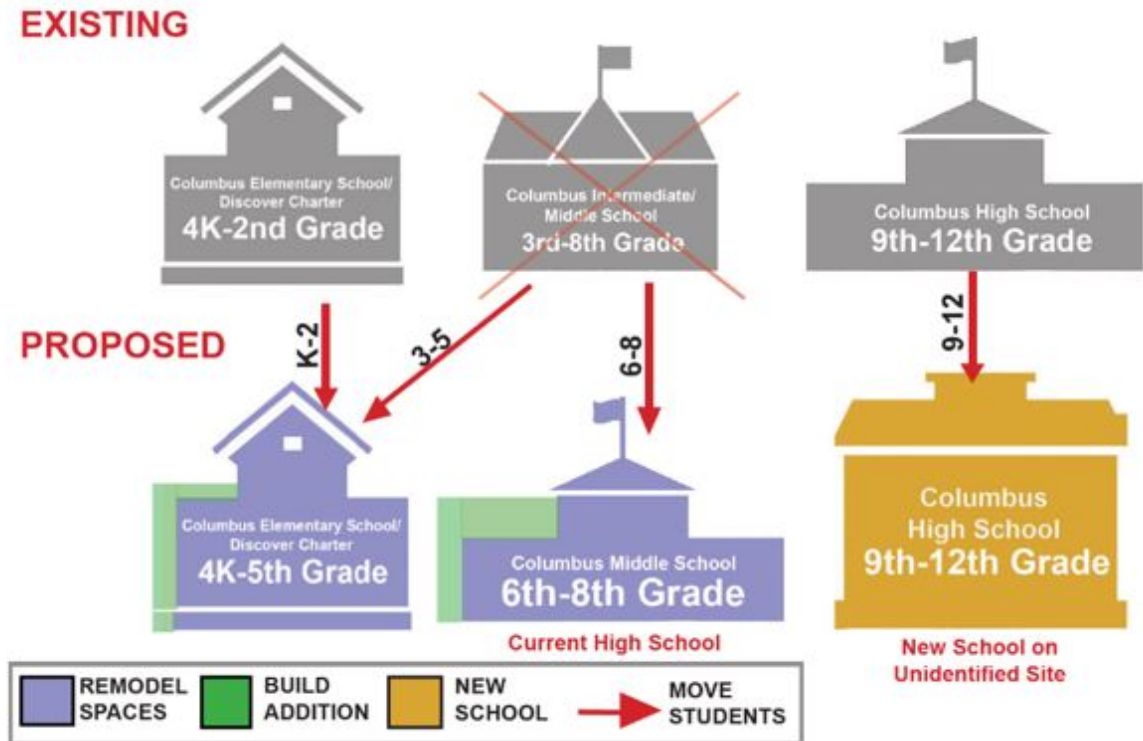 EXISTING
Columbus Elementary School/
Discover Charter
4K-2nd Grade
Columbus Intermediate/
Middle School
3rd-8th Grade
Columbus High School
9th-12th Grade
PROPOSED
K-2
3-5
6-8
9-12
Columbus Elementary School/
Discover Charter
4K-5th Grade
Columbus Middle School
6th-8th Grade
Current High School
Columbus
High School
9th-12th Grade
New School on
Unidentified Site
REMODEL
SPACES
BUILD
ADDITION
NEW
SCHOOL
MOVE
STUDENTS